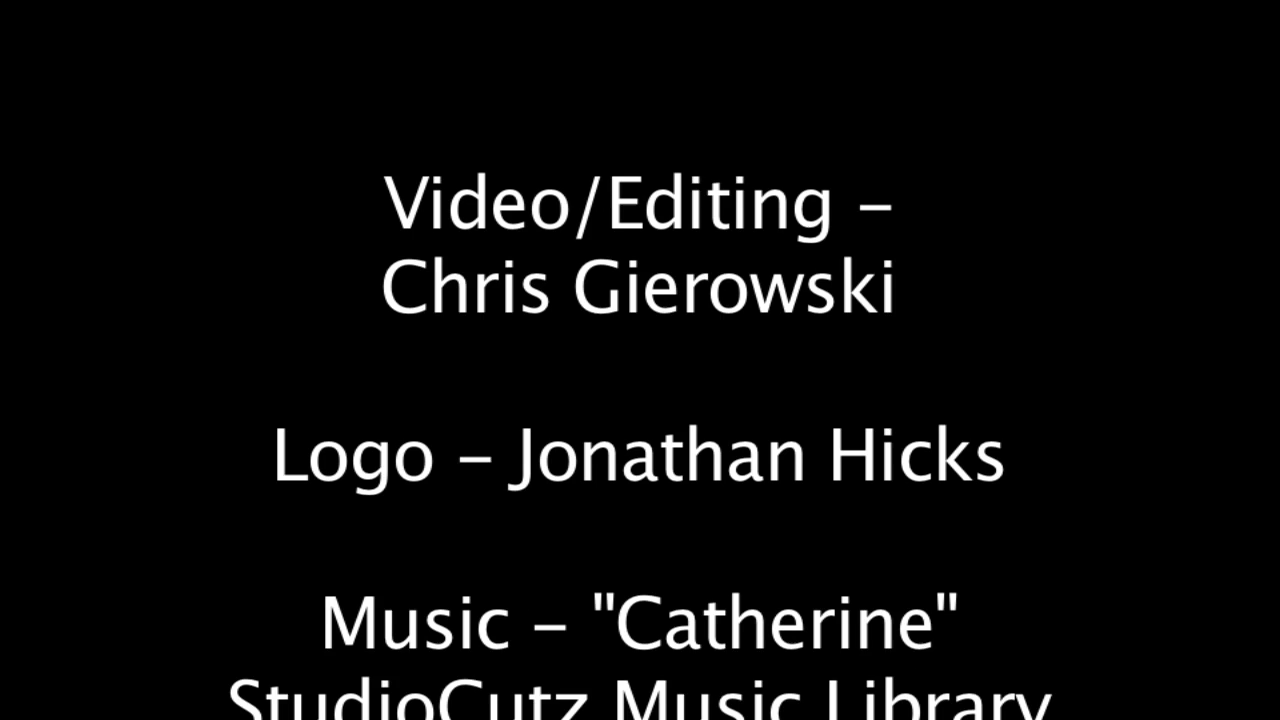 Video/Editing –
Chris Gierowski
Logo – Jonathan Hicks
Music – "Catherine"
StudioCutz Music Library